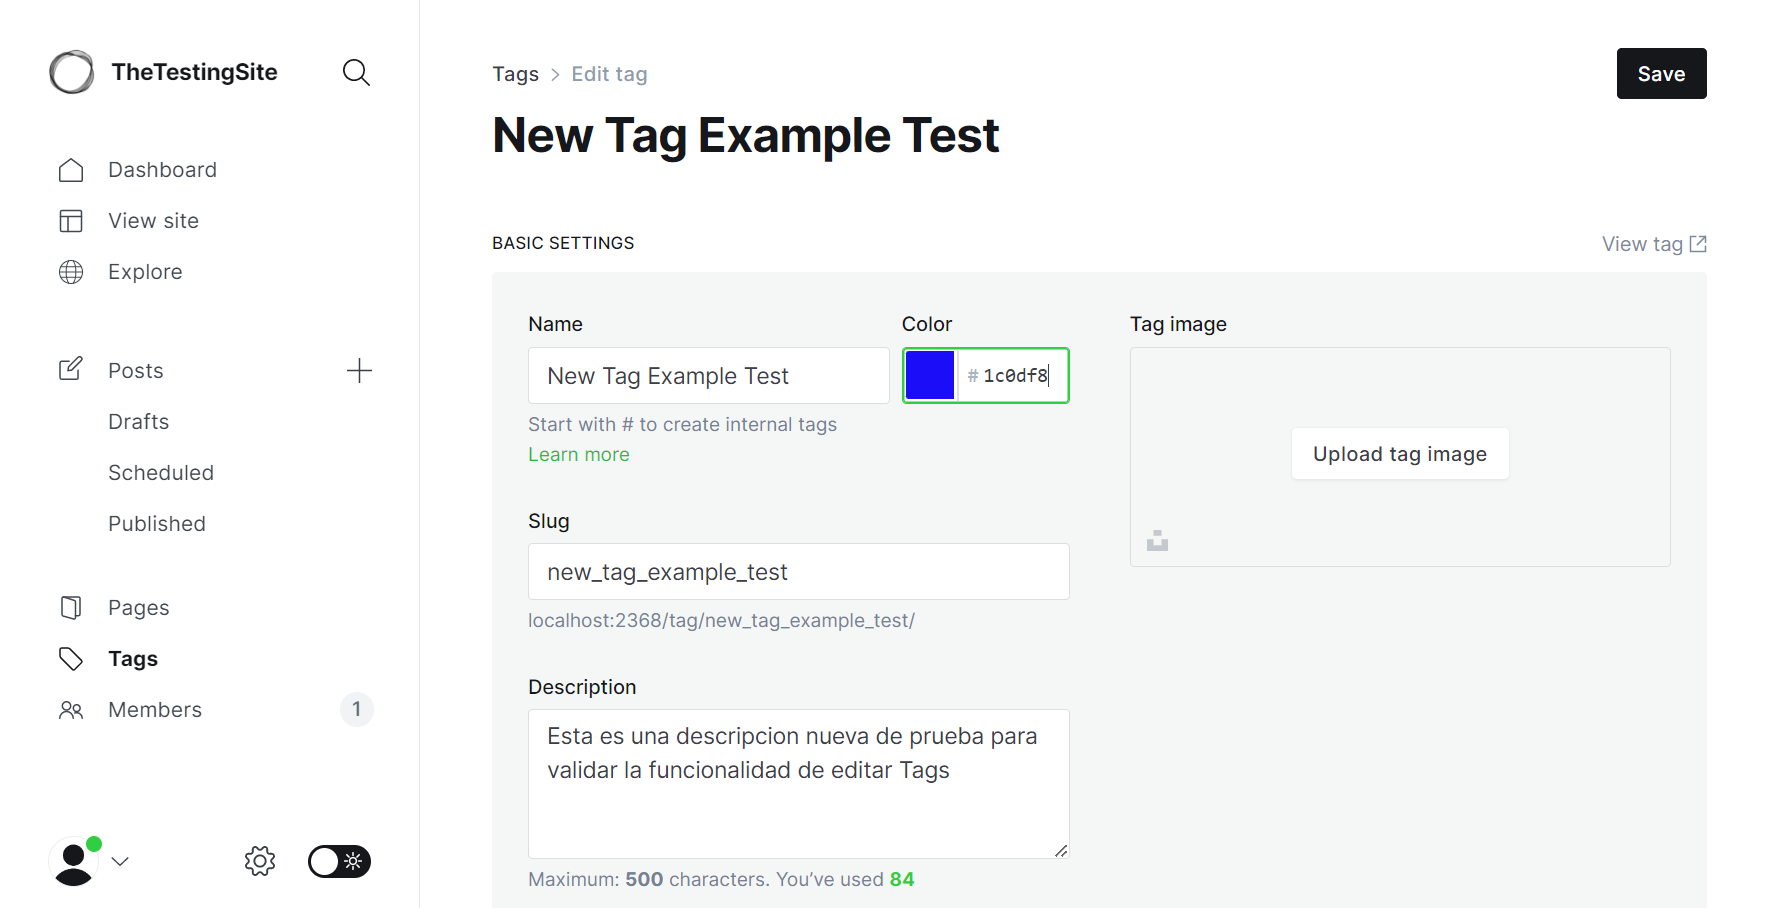 TheTestingSite
Dashboard
View site
Explore
Posts
Drafts
Scheduled
Published
Pages
Tags
Members 1
Tags > Edit tag
Save
New Tag Example Test
BASIC SETTINGS
View tag
Name
New Tag Example Test
Start with # to create internal tags
Learn more
Color
# 1c0df8
Slug
new_tag_example_test
localhost:2368/tag/new_tag_example_test/
Description
Esta es una descripcion nueva de prueba para
validar la funcionalidad de editar Tags
Maximum: 500 characters. You’ve used 84
Tag image
Upload tag image